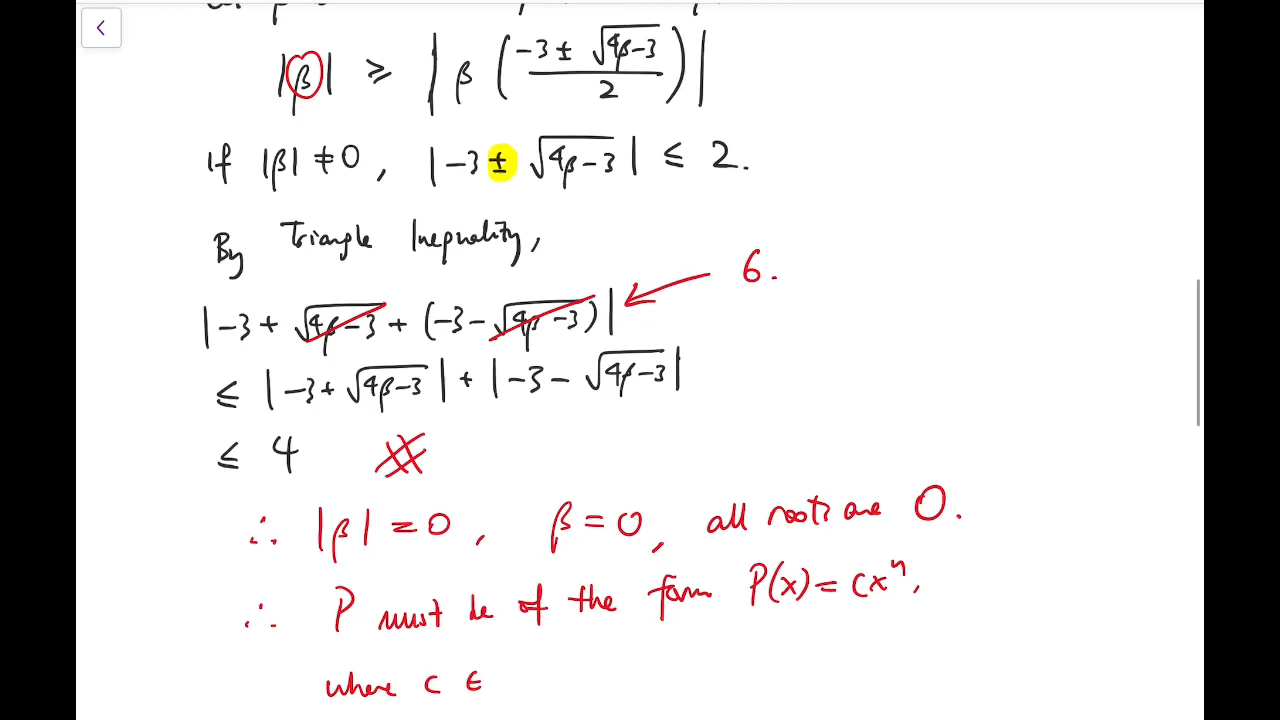 |β| ⩾ |β ((-3 ± √(4β-3))/2)|
If |β| ≠ 0, |-3 ± √(4β-3)| ≤ 2.
By Triangle Inequality,
6.
|-3 + √(4β-3) + (-3 - √(4β-3))|
≤ |-3 + √(4β-3)| + |-3 - √(4β-3)|
≤ 4 ※
∴ |β| = 0, β = 0, all roots are 0.
∴ P must be of the form P(x) = cxⁿ,
where c ∈